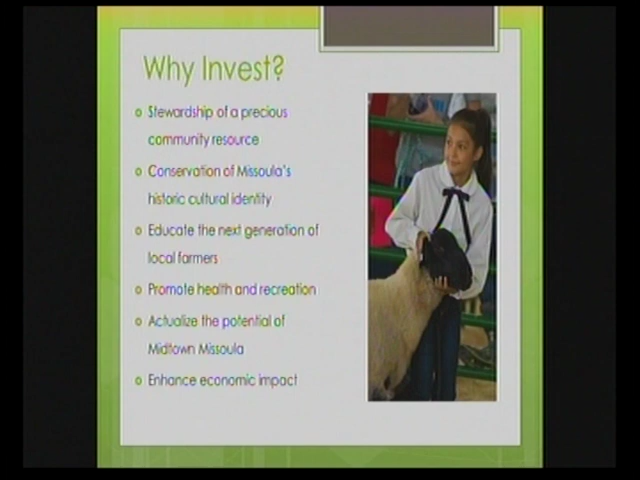 Why Invest?
Stewardship of a precious
community resource
Conservation of Missoula's
historic cultural identity
Educate the next generation of
local farmers
Promote health and recreation
Actualize the potential of
Midtown Missoula
Enhance economic impact